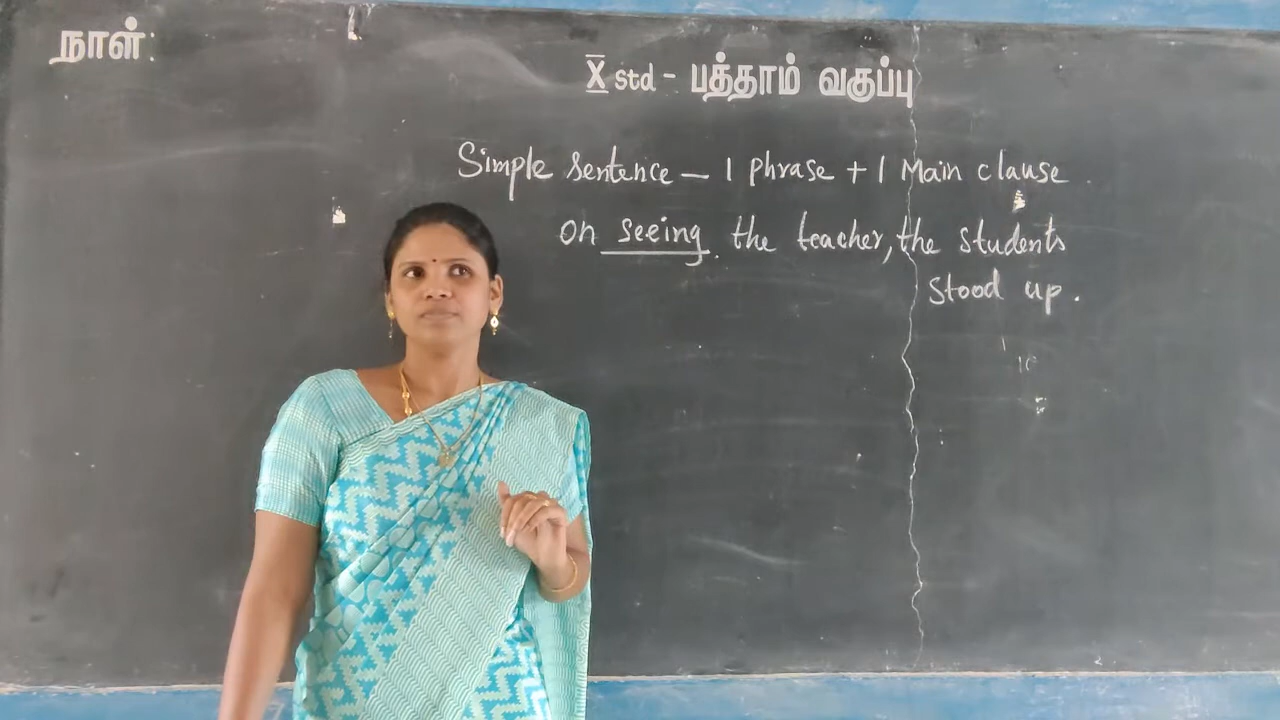 நாள்:
X std - பத்தாம் வகுப்பு
Simple sentence – 1 phrase + 1 Main clause.
On seeing the teacher, the students
stood up.